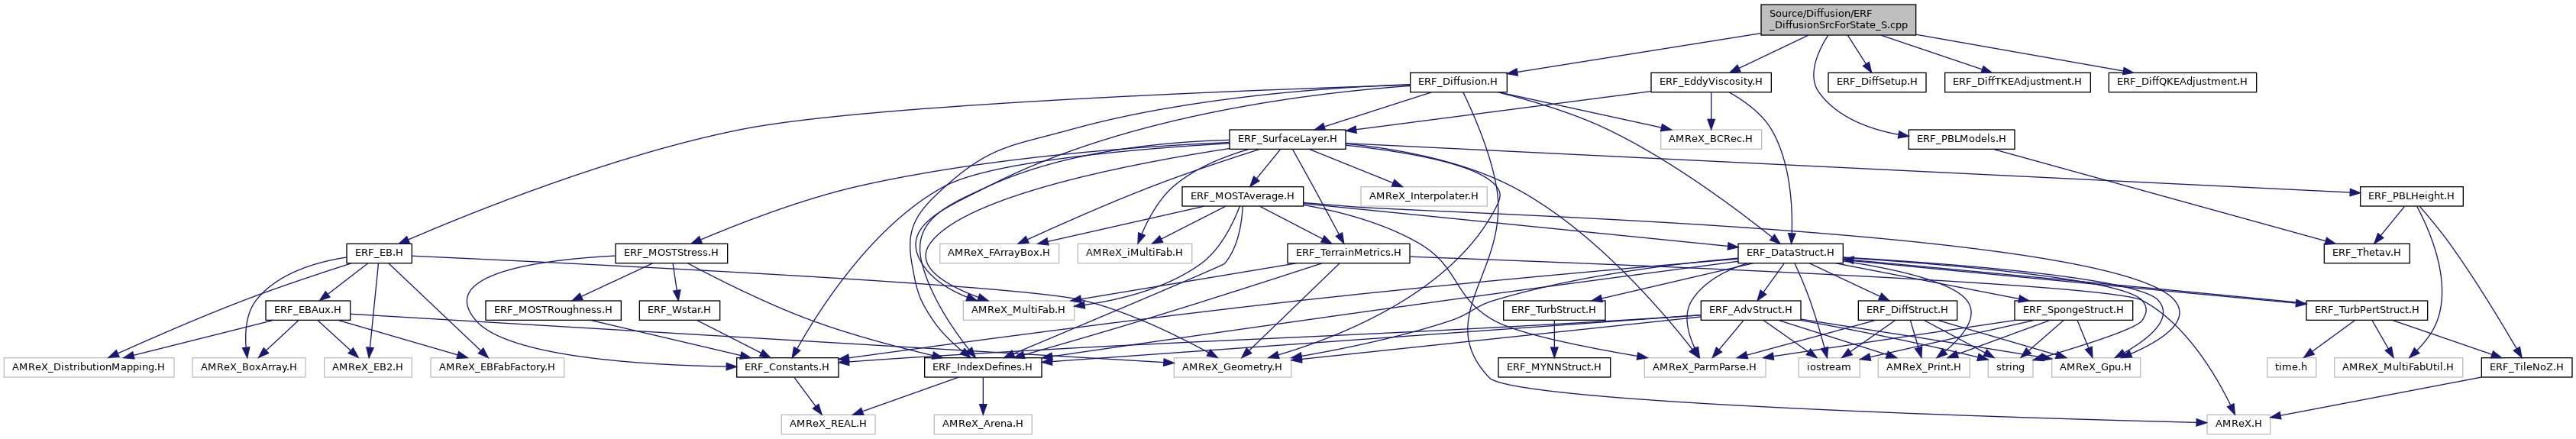 Source/Diffusion/ERF
_DiffusionSrcForState_S.cpp
ERF_Diffusion.H
ERF_EddyViscosity.H
ERF_DiffSetup.H
ERF_DiffTKEAdjustment.H
ERF_DiffQKEAdjustment.H
ERF_SurfaceLayer.H
AMReX_BCRec.H
ERF_PBLModels.H
ERF_MOSTAverage.H
AMReX_Interpolater.H
ERF_PBLHeight.H
ERF_EB.H
ERF_MOSTStress.H
AMReX_FArrayBox.H
AMReX_iMultiFab.H
ERF_TerrainMetrics.H
ERF_DataStruct.H
ERF_Thetav.H
ERF_EBAux.H
ERF_MOSTRoughness.H
ERF_Wstar.H
AMReX_MultiFab.H
ERF_TurbStruct.H
ERF_AdvStruct.H
ERF_DiffStruct.H
ERF_SpongeStruct.H
ERF_TurbPertStruct.H
AMReX_DistributionMapping.H
AMReX_BoxArray.H
AMReX_EB2.H
AMReX_EBFabFactory.H
ERF_Constants.H
ERF_IndexDefines.H
AMReX_Geometry.H
ERF_MYNNStruct.H
AMReX_ParmParse.H
iostream
AMReX_Print.H
string
AMReX_Gpu.H
time.h
AMReX_MultiFabUtil.H
ERF_TileNoZ.H
AMReX_REAL.H
AMReX_Arena.H
AMReX.H